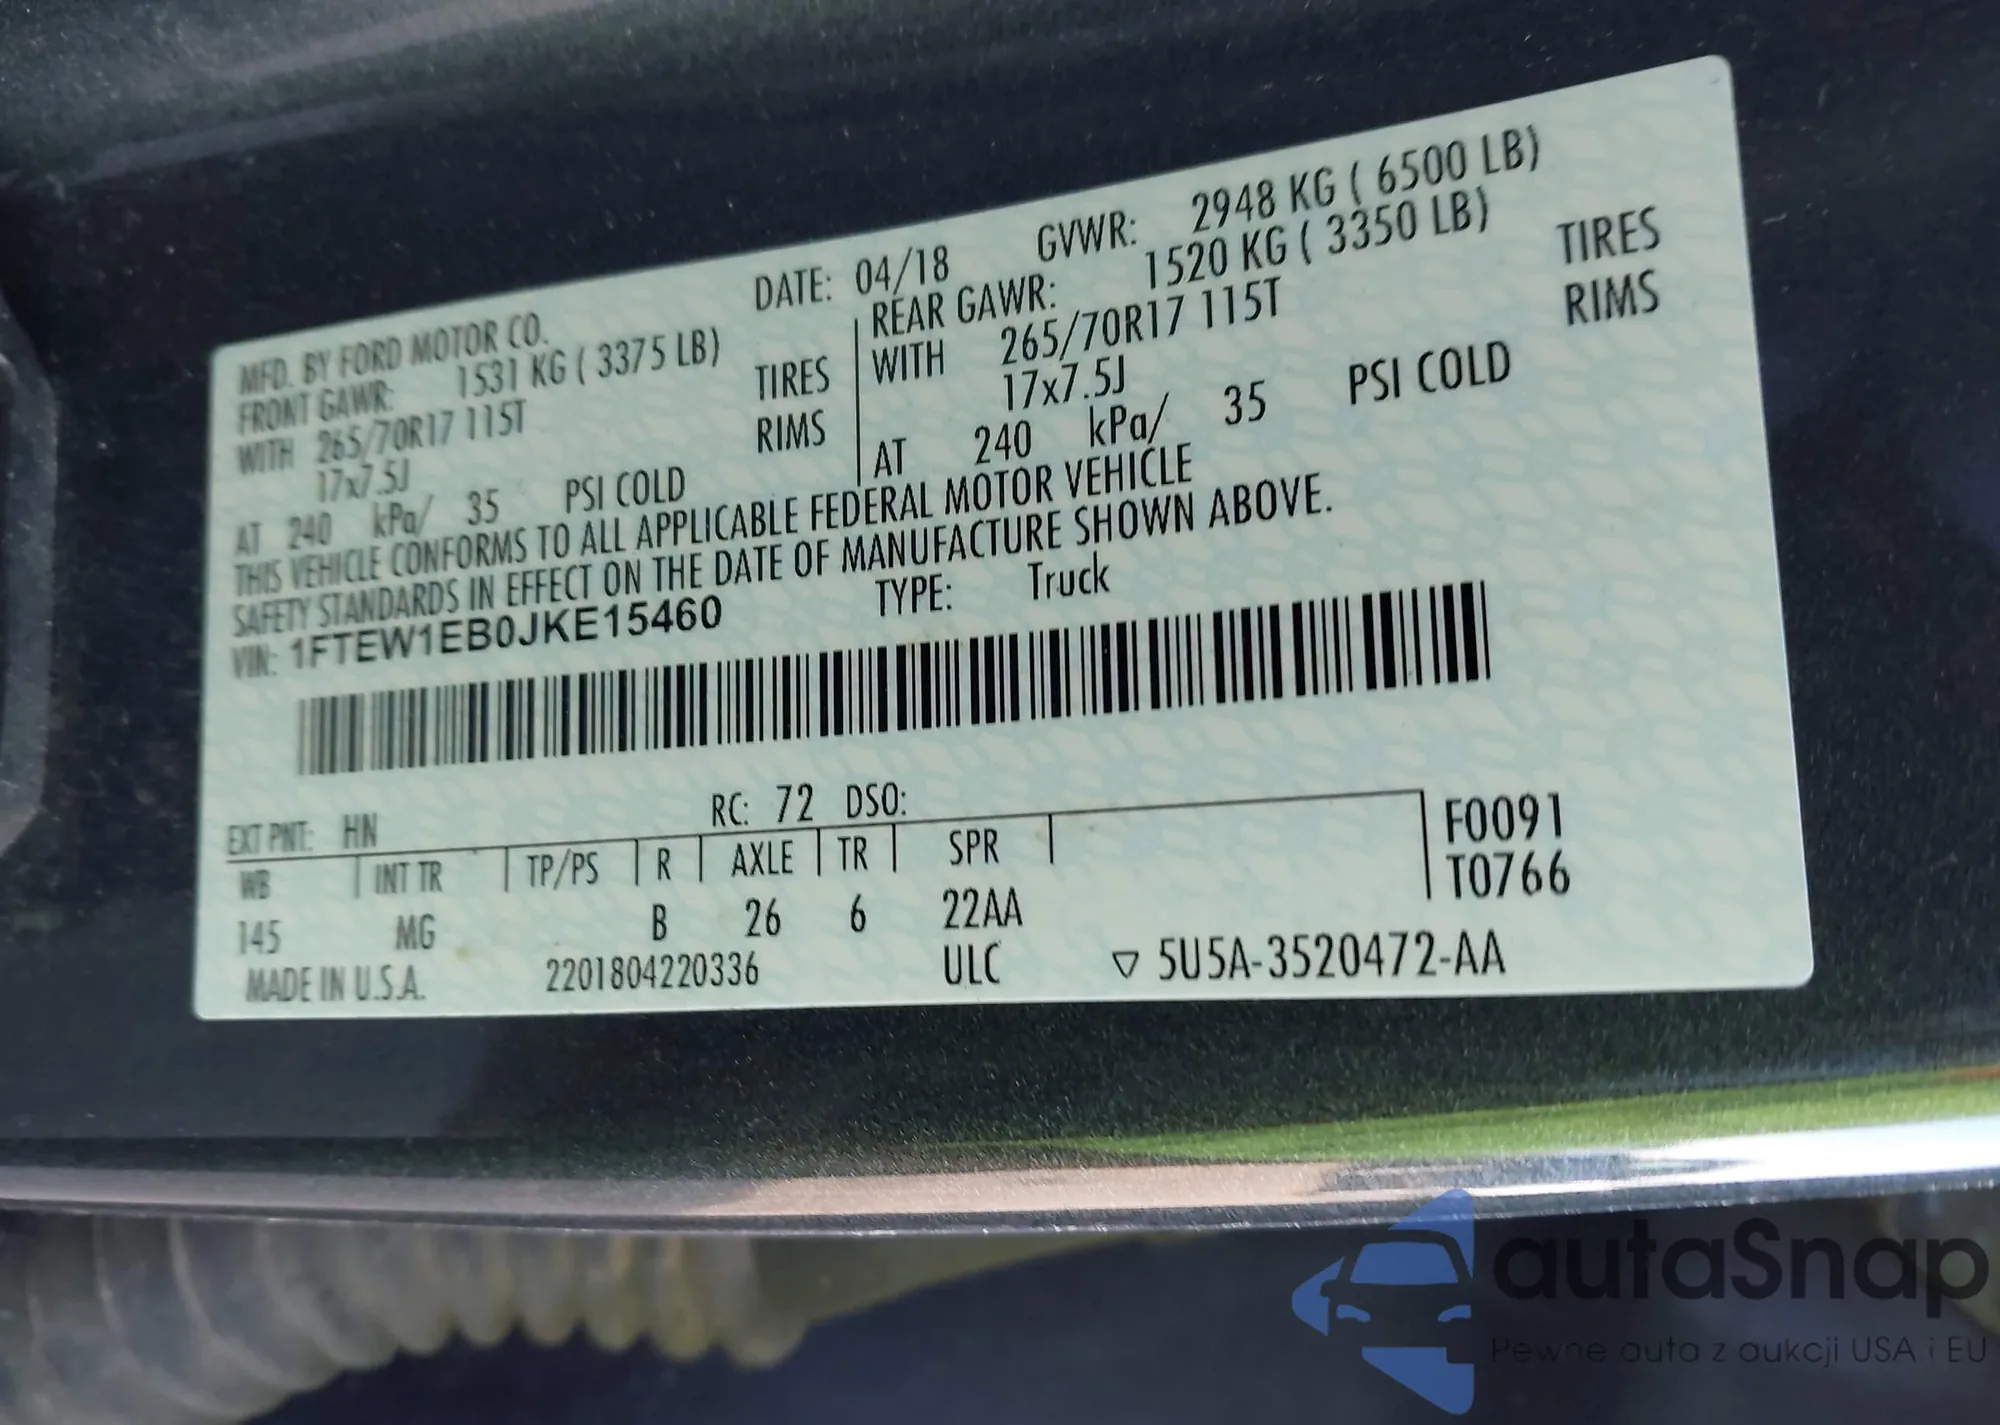 MFD. BY FORD MOTOR CO.
DATE: 04/18
GVWR: 2948 KG ( 6500 LB)
FRONT GAWR: 1531 KG ( 3375 LB)
WITH 265/70R17 115T TIRES
17x7.5J RIMS
AT 240 kPa/ 35 PSI COLD
REAR GAWR: 1520 KG ( 3350 LB)
WITH 265/70R17 115T TIRES
17x7.5J RIMS
AT 240 kPa/ 35 PSI COLD
THIS VEHICLE CONFORMS TO ALL APPLICABLE FEDERAL MOTOR VEHICLE
SAFETY STANDARDS IN EFFECT ON THE DATE OF MANUFACTURE SHOWN ABOVE.
VIN: 1FTEW1EB0JKE15460 TYPE: Truck
EXT PNT: HN RC: 72 DSO: F0091
WB INT TR TP/PS R AXLE TR SPR T0766
145 MG B 26 6 22AA
MADE IN U.S.A. 2201804220336 ULC ▽ 5U5A-3520472-AA
autaSnap
Pewne auta z aukcji USA i EU